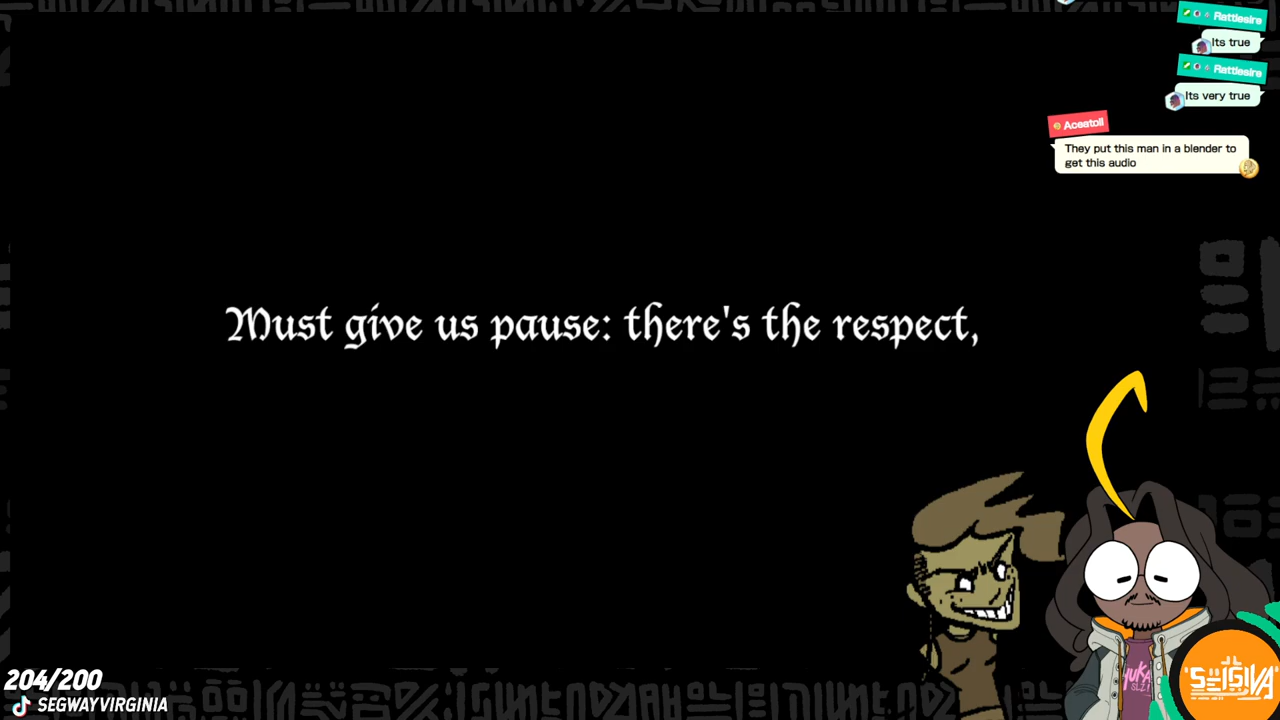 Rattlesire
Its true
Rattlesire
Its very true
Aceatoll
They put this man in a blender to
get this audio
Must give us pause: there's the respect,
204/200
SEGWAYVIRGINIA